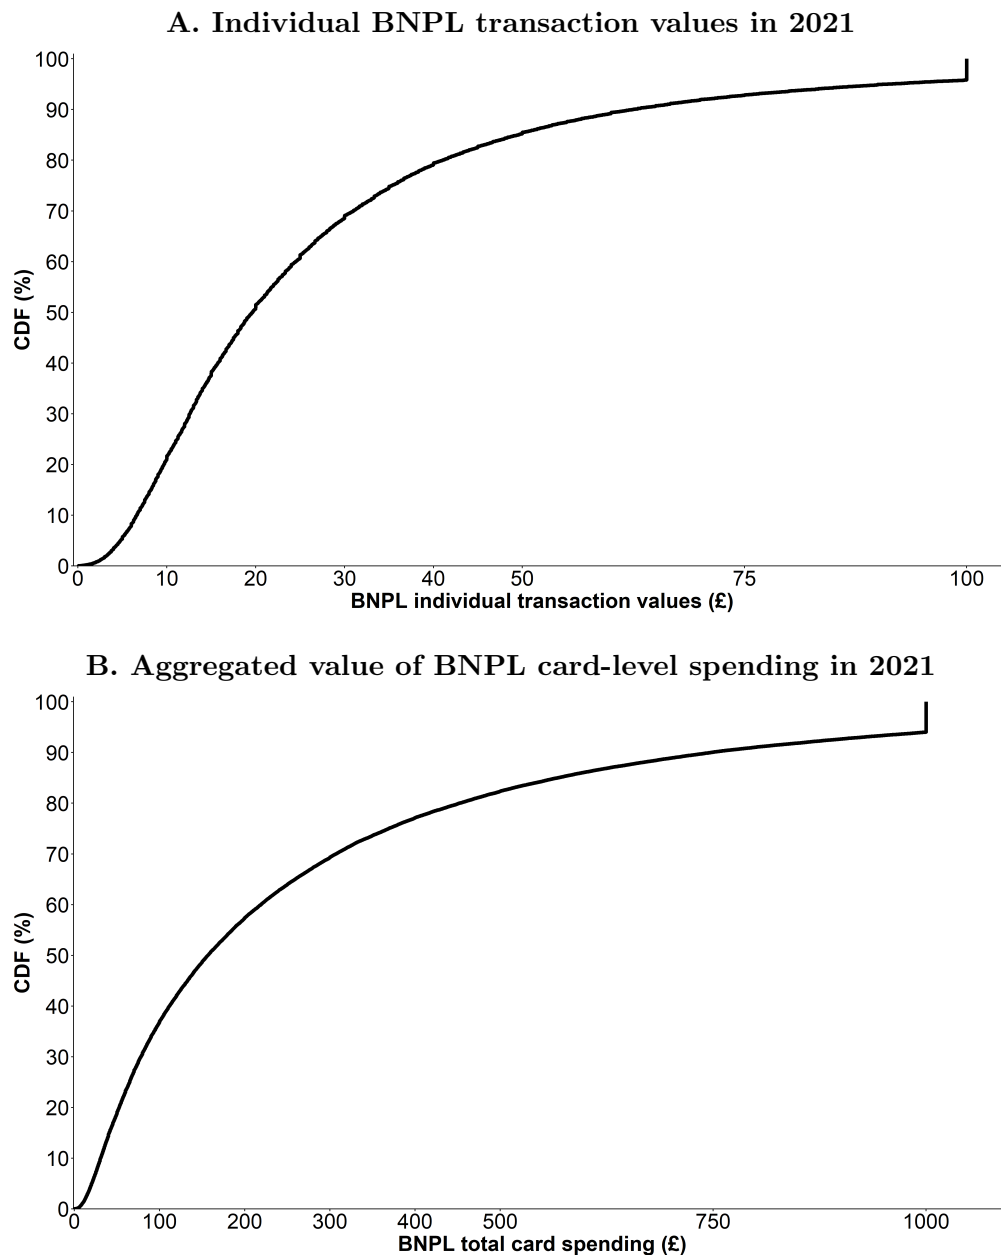 A. Individual BNPL transaction values in 2021
100
90
80
70
60
50
40
30
20
10
0
CDF (%)
0 10 20 30 40 50 75 100
BNPL individual transaction values (£)
B. Aggregated value of BNPL card-level spending in 2021
100
90
80
70
60
50
40
30
20
10
0
CDF (%)
0 100 200 300 400 500 750 1000
BNPL total card spending (£)